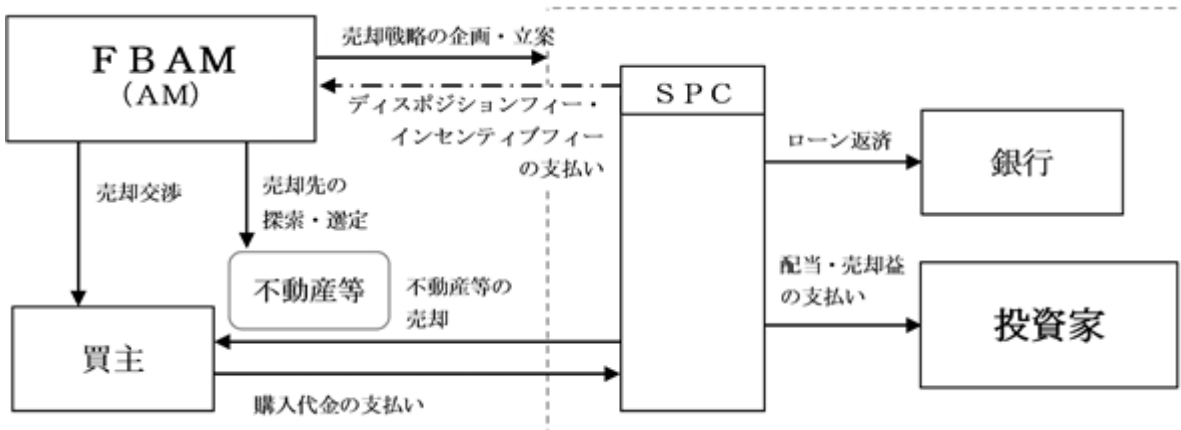 FBAM
(AM)
売却戦略の企画・立案
ディスポジションフィー・
インセンティブフィー
の支払い
SPC
ローン返済
銀行
売却交渉
売却先の
探索・選定
配当・売却益
の支払い
投資家
不動産等
不動産等の
売却
買主
購入代金の支払い